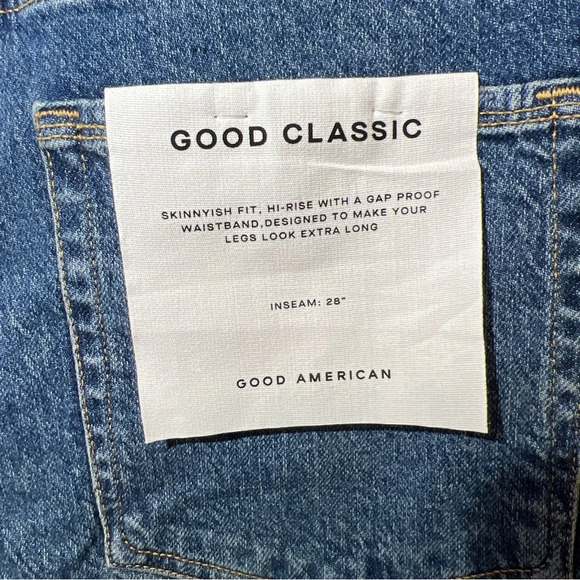 GOOD CLASSIC
SKINNYISH FIT, HI-RISE WITH A GAP PROOF
WAISTBAND,DESIGNED TO MAKE YOUR
LEGS LOOK EXTRA LONG
INSEAM: 28"
GOOD AMERICAN